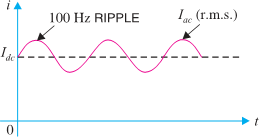 i
100 Hz RIPPLE
I_ac (r.m.s.)
I_dc
0
t